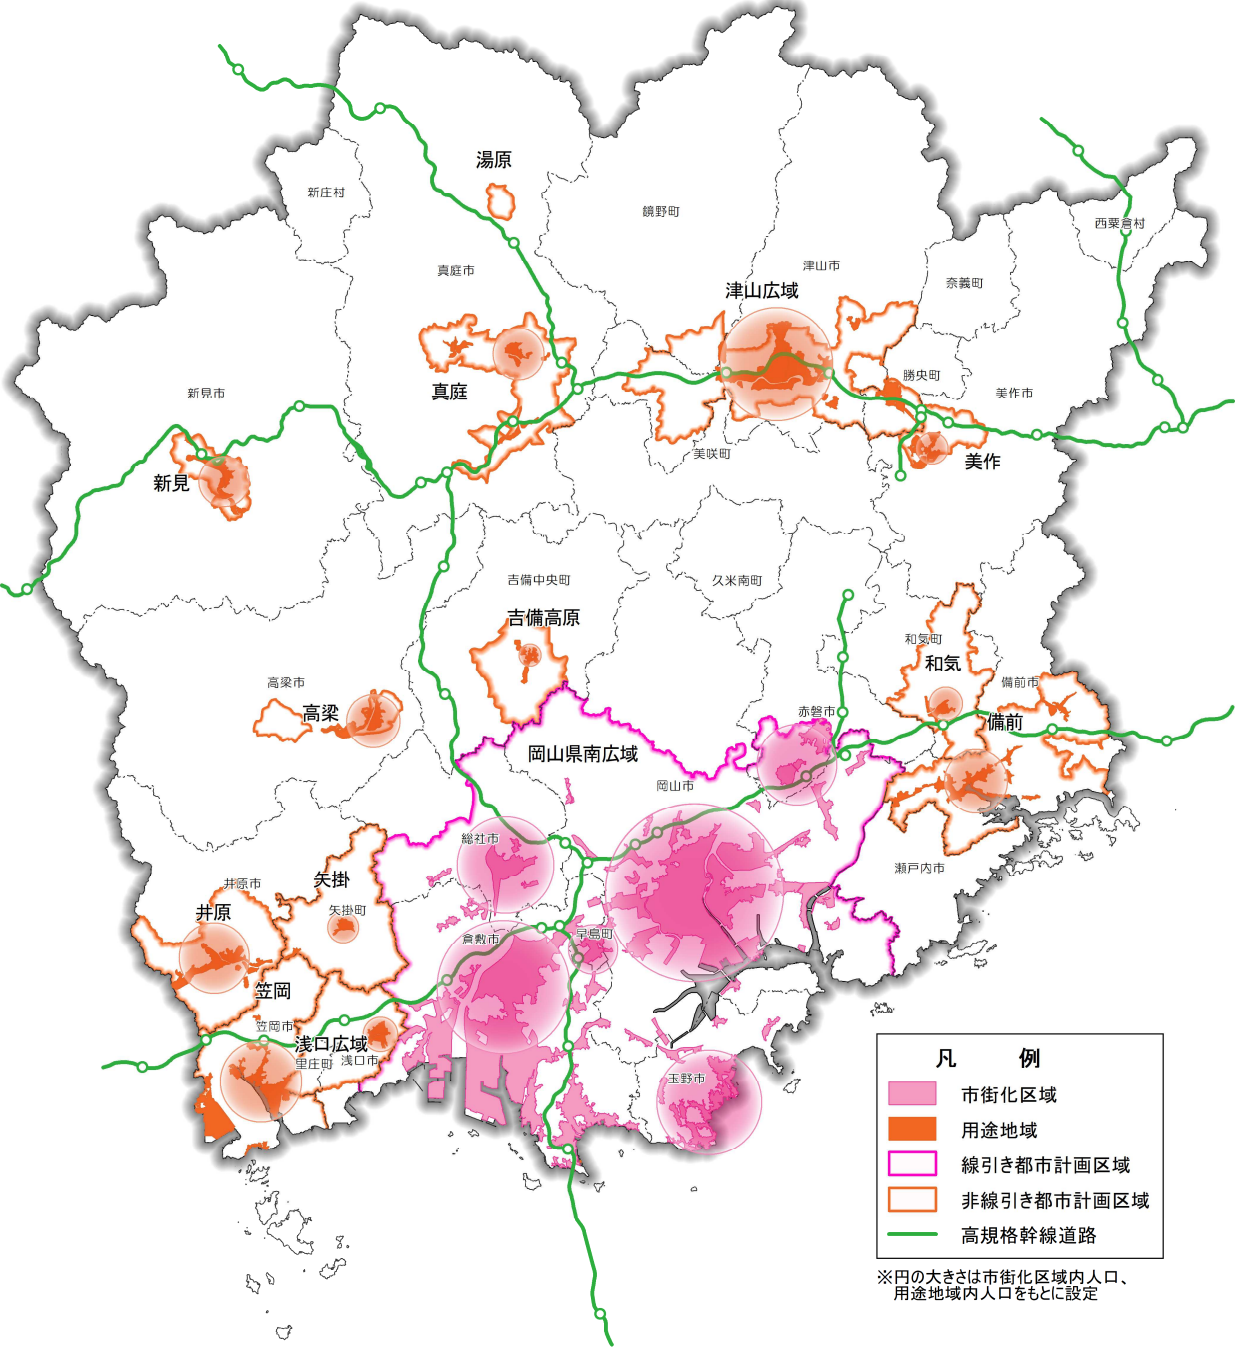 湯原
新庄村
鏡野町
西粟倉村
真庭市
津山市
奈義町
津山広域
勝央町
真庭
新見市
美作市
美咲町
美作
新見
吉備中央町
久米南町
吉備高原
和気町
和気
高梁市
備前市
高梁
赤磐市
備前
岡山県南広域
岡山市
総社市
瀬戸内市
矢掛
井原市
井原
矢掛町
倉敷市
早島町
笠岡
笠岡市
浅口広域
里庄町
浅口市
玉野市
凡 例
市街化区域
用途地域
線引き都市計画区域
非線引き都市計画区域
高規格幹線道路
※円の大きさは市街化区域内人口、
用途地域内人口をもとに設定